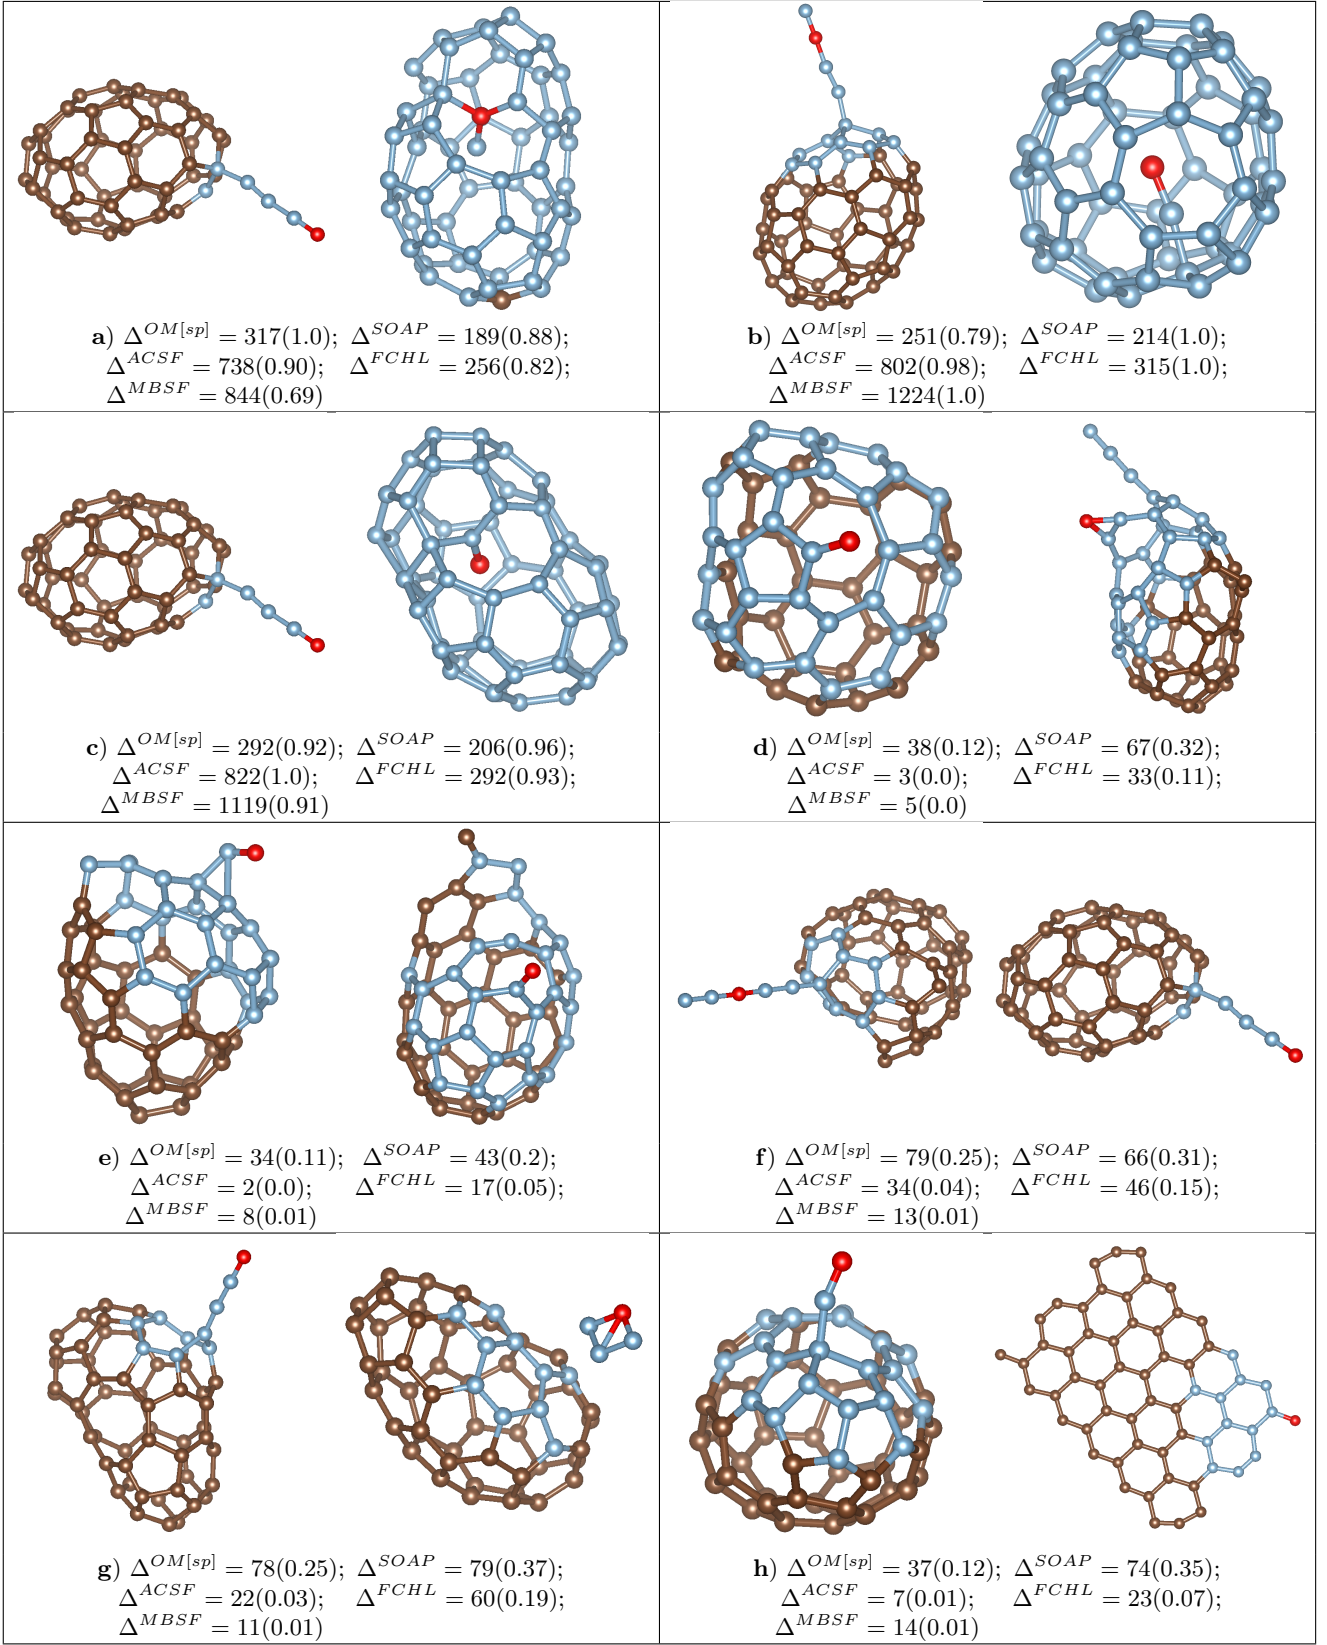 a) Δ^{OM[sp]} = 317(1.0); Δ^{SOAP} = 189(0.88);
Δ^{ACSF} = 738(0.90); Δ^{FCHL} = 256(0.82);
Δ^{MBSF} = 844(0.69)
b) Δ^{OM[sp]} = 251(0.79); Δ^{SOAP} = 214(1.0);
Δ^{ACSF} = 802(0.98); Δ^{FCHL} = 315(1.0);
Δ^{MBSF} = 1224(1.0)
c) Δ^{OM[sp]} = 292(0.92); Δ^{SOAP} = 206(0.96);
Δ^{ACSF} = 822(1.0); Δ^{FCHL} = 292(0.93);
Δ^{MBSF} = 1119(0.91)
d) Δ^{OM[sp]} = 38(0.12); Δ^{SOAP} = 67(0.32);
Δ^{ACSF} = 3(0.0); Δ^{FCHL} = 33(0.11);
Δ^{MBSF} = 5(0.0)
e) Δ^{OM[sp]} = 34(0.11); Δ^{SOAP} = 43(0.2);
Δ^{ACSF} = 2(0.0); Δ^{FCHL} = 17(0.05);
Δ^{MBSF} = 8(0.01)
f) Δ^{OM[sp]} = 79(0.25); Δ^{SOAP} = 66(0.31);
Δ^{ACSF} = 34(0.04); Δ^{FCHL} = 46(0.15);
Δ^{MBSF} = 13(0.01)
g) Δ^{OM[sp]} = 78(0.25); Δ^{SOAP} = 79(0.37);
Δ^{ACSF} = 22(0.03); Δ^{FCHL} = 60(0.19);
Δ^{MBSF} = 11(0.01)
h) Δ^{OM[sp]} = 37(0.12); Δ^{SOAP} = 74(0.35);
Δ^{ACSF} = 7(0.01); Δ^{FCHL} = 23(0.07);
Δ^{MBSF} = 14(0.01)